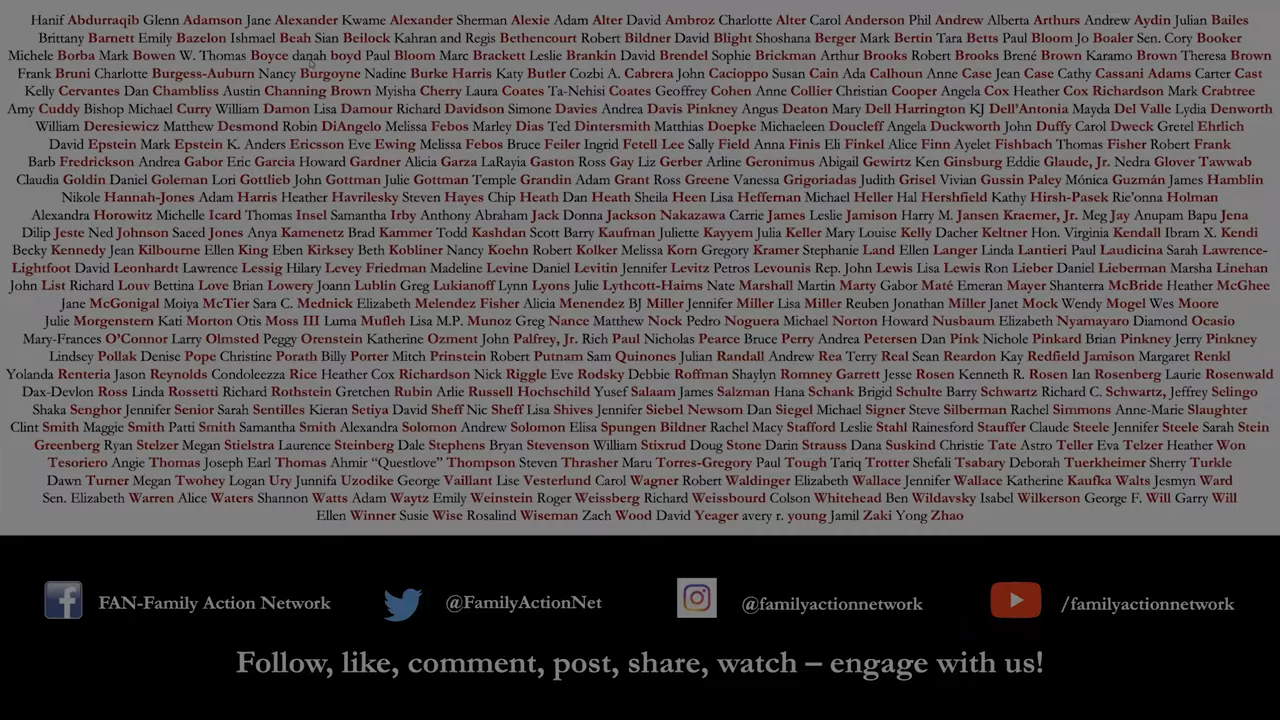 Hanif Abdurraqib Glenn Adamson Jane Alexander Kwame Alexander Sherman Alexie Adam Alter David Ambroz Charlotte Alter Carol Anderson Phil Andrew Alberta Arthurs Andrew Aydin Julian Bailes
Brittany Barnett Emily Bazelon Ishmael Beah Sian Beilock Kahran and Regis Bethencourt Robert Bildner David Blight Shoshana Berger Mark Bertin Tara Betts Paul Bloom Jo Boaler Sen. Cory Booker
Michele Borba Mark Bowen W. Thomas Boyce danah boyd Paul Bloom Marc Brackett Leslie Brankin David Brendel Sophie Brickman Arthur Brooks Robert Brooks Brené Brown Karamo Brown Theresa Brown
Frank Bruni Charlotte Burgess-Auburn Nancy Burgoyne Nadine Burke Harris Katy Butler Cozbi A. Cabrera John Cacioppo Susan Cain Ada Calhoun Anne Case Jean Case Cathy Cassani Adams Carter Cast
Kelly Cervantes Dan Chambliss Austin Channing Brown Myisha Cherry Laura Coates Ta-Nehisi Coates Geoffrey Cohen Anne Collier Christian Cooper Angela Cox Heather Cox Richardson Mark Crabtree
Amy Cuddy Bishop Michael Curry William Damon Lisa Damour Richard Davidson Simone Davies Andrea Davis Pinkney Angus Deaton Mary Dell Harrington KJ Dell'Antonia Mayda Del Valle Lydia Denworth
William Deresiewicz Matthew Desmond Robin DiAngelo Melissa Febos Marley Dias Ted Dintersmith Matthias Doepke Michaeleen Doucleff Angela Duckworth John Duffy Carol Dweck Gretel Ehrlich
David Epstein Mark Epstein K. Anders Ericsson Eve Ewing Melissa Febos Bruce Feiler Ingrid Fetell Lee Sally Field Anna Finis Eli Finkel Alice Finn Ayelet Fishbach Thomas Fisher Robert Frank
Barb Fredrickson Andrea Gabor Eric Garcia Howard Gardner Alicia Garza LaRayia Gaston Ross Gay Liz Gerber Arline Geronimus Abigail Gewirtz Ken Ginsburg Eddie Glaude, Jr. Nedra Glover Tawwab
Claudia Goldin Daniel Goleman Lori Gottlieb John Gottman Julie Gottman Temple Grandin Adam Grant Ross Greene Vanessa Grigoriadas Judith Grisel Vivian Gussin Paley Mónica Guzmán James Hamblin
Nikole Hannah-Jones Adam Harris Heather Havrilesky Steven Hayes Chip Heath Dan Heath Sheila Heen Lisa Heffernan Michael Heller Hal Hershfield Kathy Hirsh-Pasek Rie'onna Holman
Alexandra Horowitz Michelle Icard Thomas Insel Samantha Irby Anthony Abraham Jack Donna Jackson Nakazawa Carrie James Leslie Jamison Harry M. Jansen Kraemer, Jr. Meg Jay Anupam Bapu Jena
Dilip Jeste Ned Johnson Saeed Jones Anya Kamenetz Brad Kammer Todd Kashdan Scott Barry Kaufman Juliette Kayyem Julia Keller Mary Louise Kelly Dacher Keltner Hon. Virginia Kendall Ibram X. Kendi
Becky Kennedy Jean Kilbourne Ellen King Eben Kirksey Beth Kobliner Nancy Koehn Robert Kolker Melissa Korn Gregory Kramer Stephanie Land Ellen Langer Linda Lantieri Paul Laudicina Sarah Lawrence-
Lightfoot David Leonhardt Lawrence Lessig Hilary Levey Friedman Madeline Levine Daniel Levitin Jennifer Levitz Petros Levounis Rep. John Lewis Lisa Lewis Ron Lieber Daniel Lieberman Marsha Linehan
John List Richard Louv Bettina Love Brian Lowery Joann Lublin Greg Lukianoff Lynn Lyons Julie Lythcott-Haims Nate Marshall Martin Marty Gabor Maté Emeran Mayer Shanterra McBride Heather McGhee
Jane McGonigal Moiya McTier Sara C. Mednick Elizabeth Melendez Fisher Alicia Menendez BJ Miller Jennifer Miller Lisa Miller Reuben Jonathan Miller Janet Mock Wendy Mogel Wes Moore
Julie Morgenstern Kati Morton Otis Moss III Luma Mufleh Lisa M.P. Munoz Greg Nance Matthew Nock Pedro Noguera Michael Norton Howard Nusbaum Elizabeth Nyamayaro Diamond Ocasio
Mary-Frances O'Connor Larry Olmsted Peggy Orenstein Katherine Ozment John Palfrey, Jr. Rich Paul Nicholas Pearce Bruce Perry Andrea Petersen Dan Pink Nichole Pinkard Brian Pinkney Jerry Pinkney
Lindsey Pollak Denise Pope Christine Porath Billy Porter Mitch Prinstein Robert Putnam Sam Quinones Julian Randall Andrew Rea Terry Real Sean Reardon Kay Redfield Jamison Margaret Renkl
Yolanda Renteria Jason Reynolds Condoleezza Rice Heather Cox Richardson Nick Riggle Eve Rodsky Debbie Roffman Shaylyn Romney Garrett Jesse Rosen Kenneth R. Rosen Ian Rosenberg Laurie Rosenwald
Dax-Devlon Ross Linda Rossetti Richard Rothstein Gretchen Rubin Arlie Russell Hochschild Yusef Salaam James Salzman Hana Schank Brigid Schulte Barry Schwartz Richard C. Schwartz, Jeffrey Selingo
Shaka Senghor Jennifer Senior Sarah Sentilles Kieran Setiya David Sheff Nic Sheff Lisa Shives Jennifer Siebel Newsom Dan Siegel Michael Signer Steve Silberman Rachel Simmons Anne-Marie Slaughter
Clint Smith Maggie Smith Patti Smith Samantha Smith Alexandra Solomon Andrew Solomon Elisa Spungen Bildner Rachel Macy Stafford Leslie Stahl Rainesford Stauffer Claude Steele Jennifer Steele Sarah Stein
Greenberg Ryan Stelzer Megan Stielstra Laurence Steinberg Dale Stephens Bryan Stevenson William Stixrud Doug Stone Darin Strauss Dana Suskind Christie Tate Astro Teller Eva Telzer Heather Won
Tesoriero Angie Thomas Joseph Earl Thomas Ahmir “Questlove” Thompson Steven Thrasher Maru Torres-Gregory Paul Tough Tariq Trotter Shefali Tsabary Deborah Tuerkheimer Sherry Turkle
Dawn Turner Megan Twohey Logan Ury Junnifa Uzodike George Vaillant Lise Vesterlund Carol Wagner Robert Waldinger Elizabeth Wallace Jennifer Wallace Katherine Kaufka Walts Jesmyn Ward
Sen. Elizabeth Warren Alice Waters Shannon Watts Adam Waytz Emily Weinstein Roger Weissberg Richard Weissbourd Colson Whitehead Ben Wildavsky Isabel Wilkerson George F. Will Garry Will
Ellen Winner Susie Wise Rosalind Wiseman Zach Wood David Yeager avery r. young Jamil Zaki Yong Zhao
FAN-Family Action Network
@FamilyActionNet
@familyactionnetwork
/familyactionnetwork
Follow, like, comment, post, share, watch – engage with us!